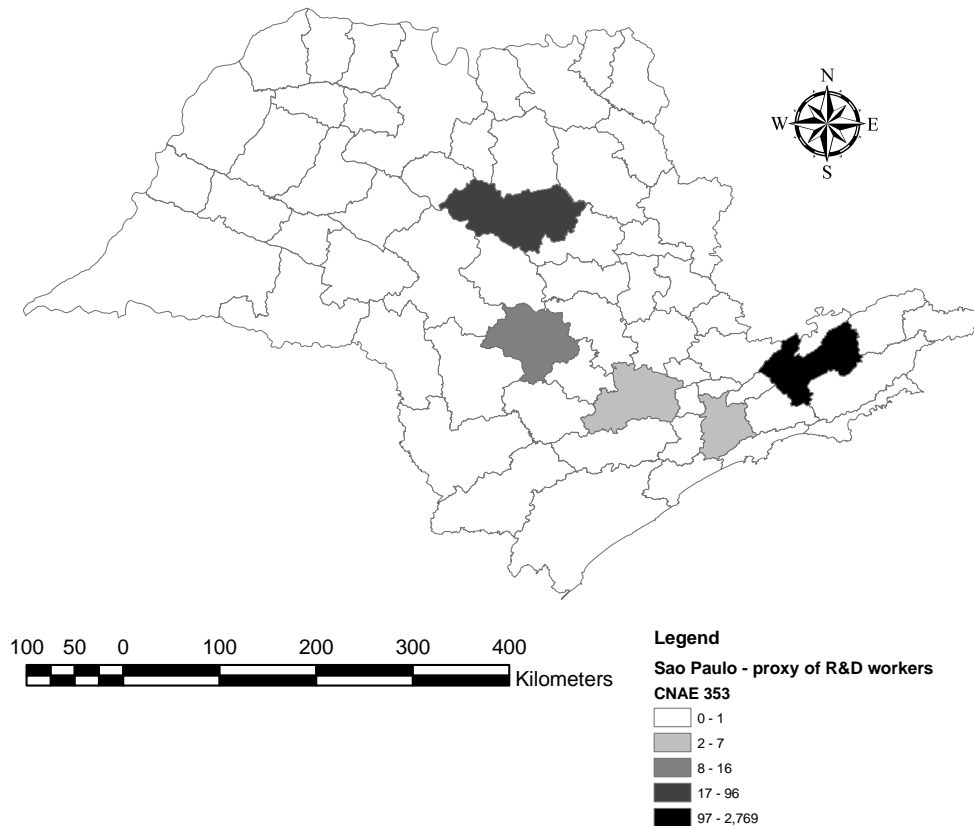 N
W E
S
100 50 0 100 200 300 400
Kilometers
Legend
Sao Paulo - proxy of R&D workers
CNAE 353
0 - 1
2 - 7
8 - 16
17 - 96
97 - 2,769